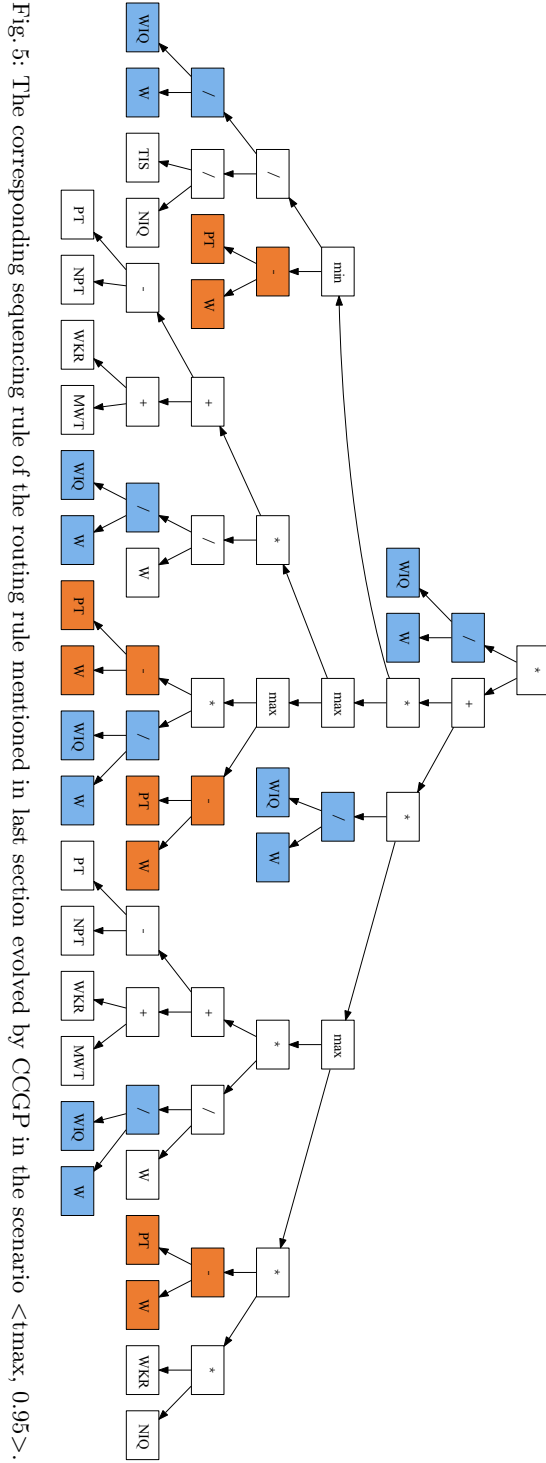 *
/ +
WIQ W * *
min max / max
/ - * max WIQ W * *
/ / PT W + / * - + / - *
WIQ W TIS NIQ - + / W - / PT W - + / W PT W WKR NIQ
PT NPT WKR MWT WIQ W PT W WIQ W PT NPT WKR MWT WIQ W
Fig. 5: The corresponding sequencing rule of the routing rule mentioned in last section evolved by CCGP in the scenario <tmax, 0.95>.